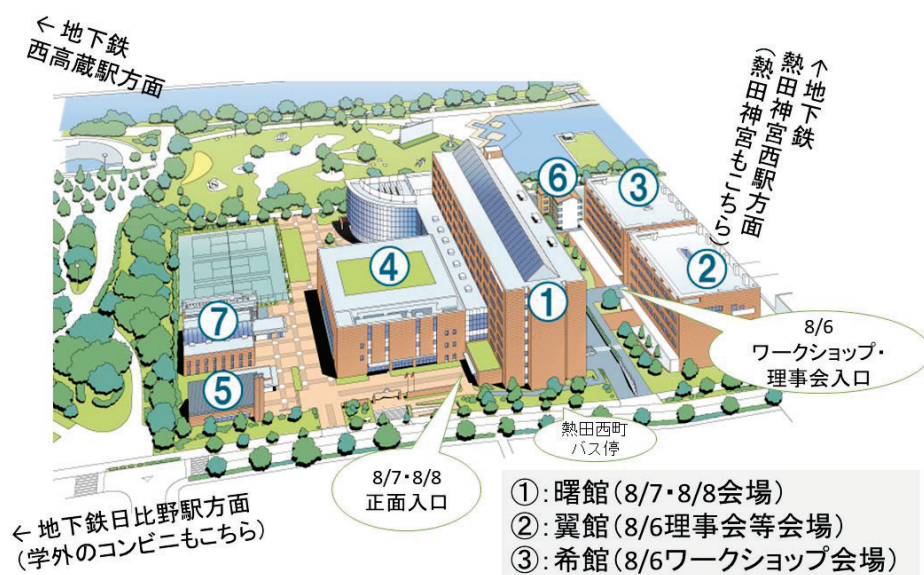 ← 地下鉄
西高蔵駅方面
↑地下鉄
熱田神宮西駅方面
(熱田神宮もこちら)
⑥
③
④
②
①
⑦
⑤
8/6
ワークショップ・
理事会入口
熱田西町
バス停
8/7・8/8
正面入口
← 地下鉄日比野駅方面
(学外のコンビニもこちら)
①:曙館(8/7・8/8会場)
②:翼館(8/6理事会等会場)
③:希館(8/6ワークショップ会場)